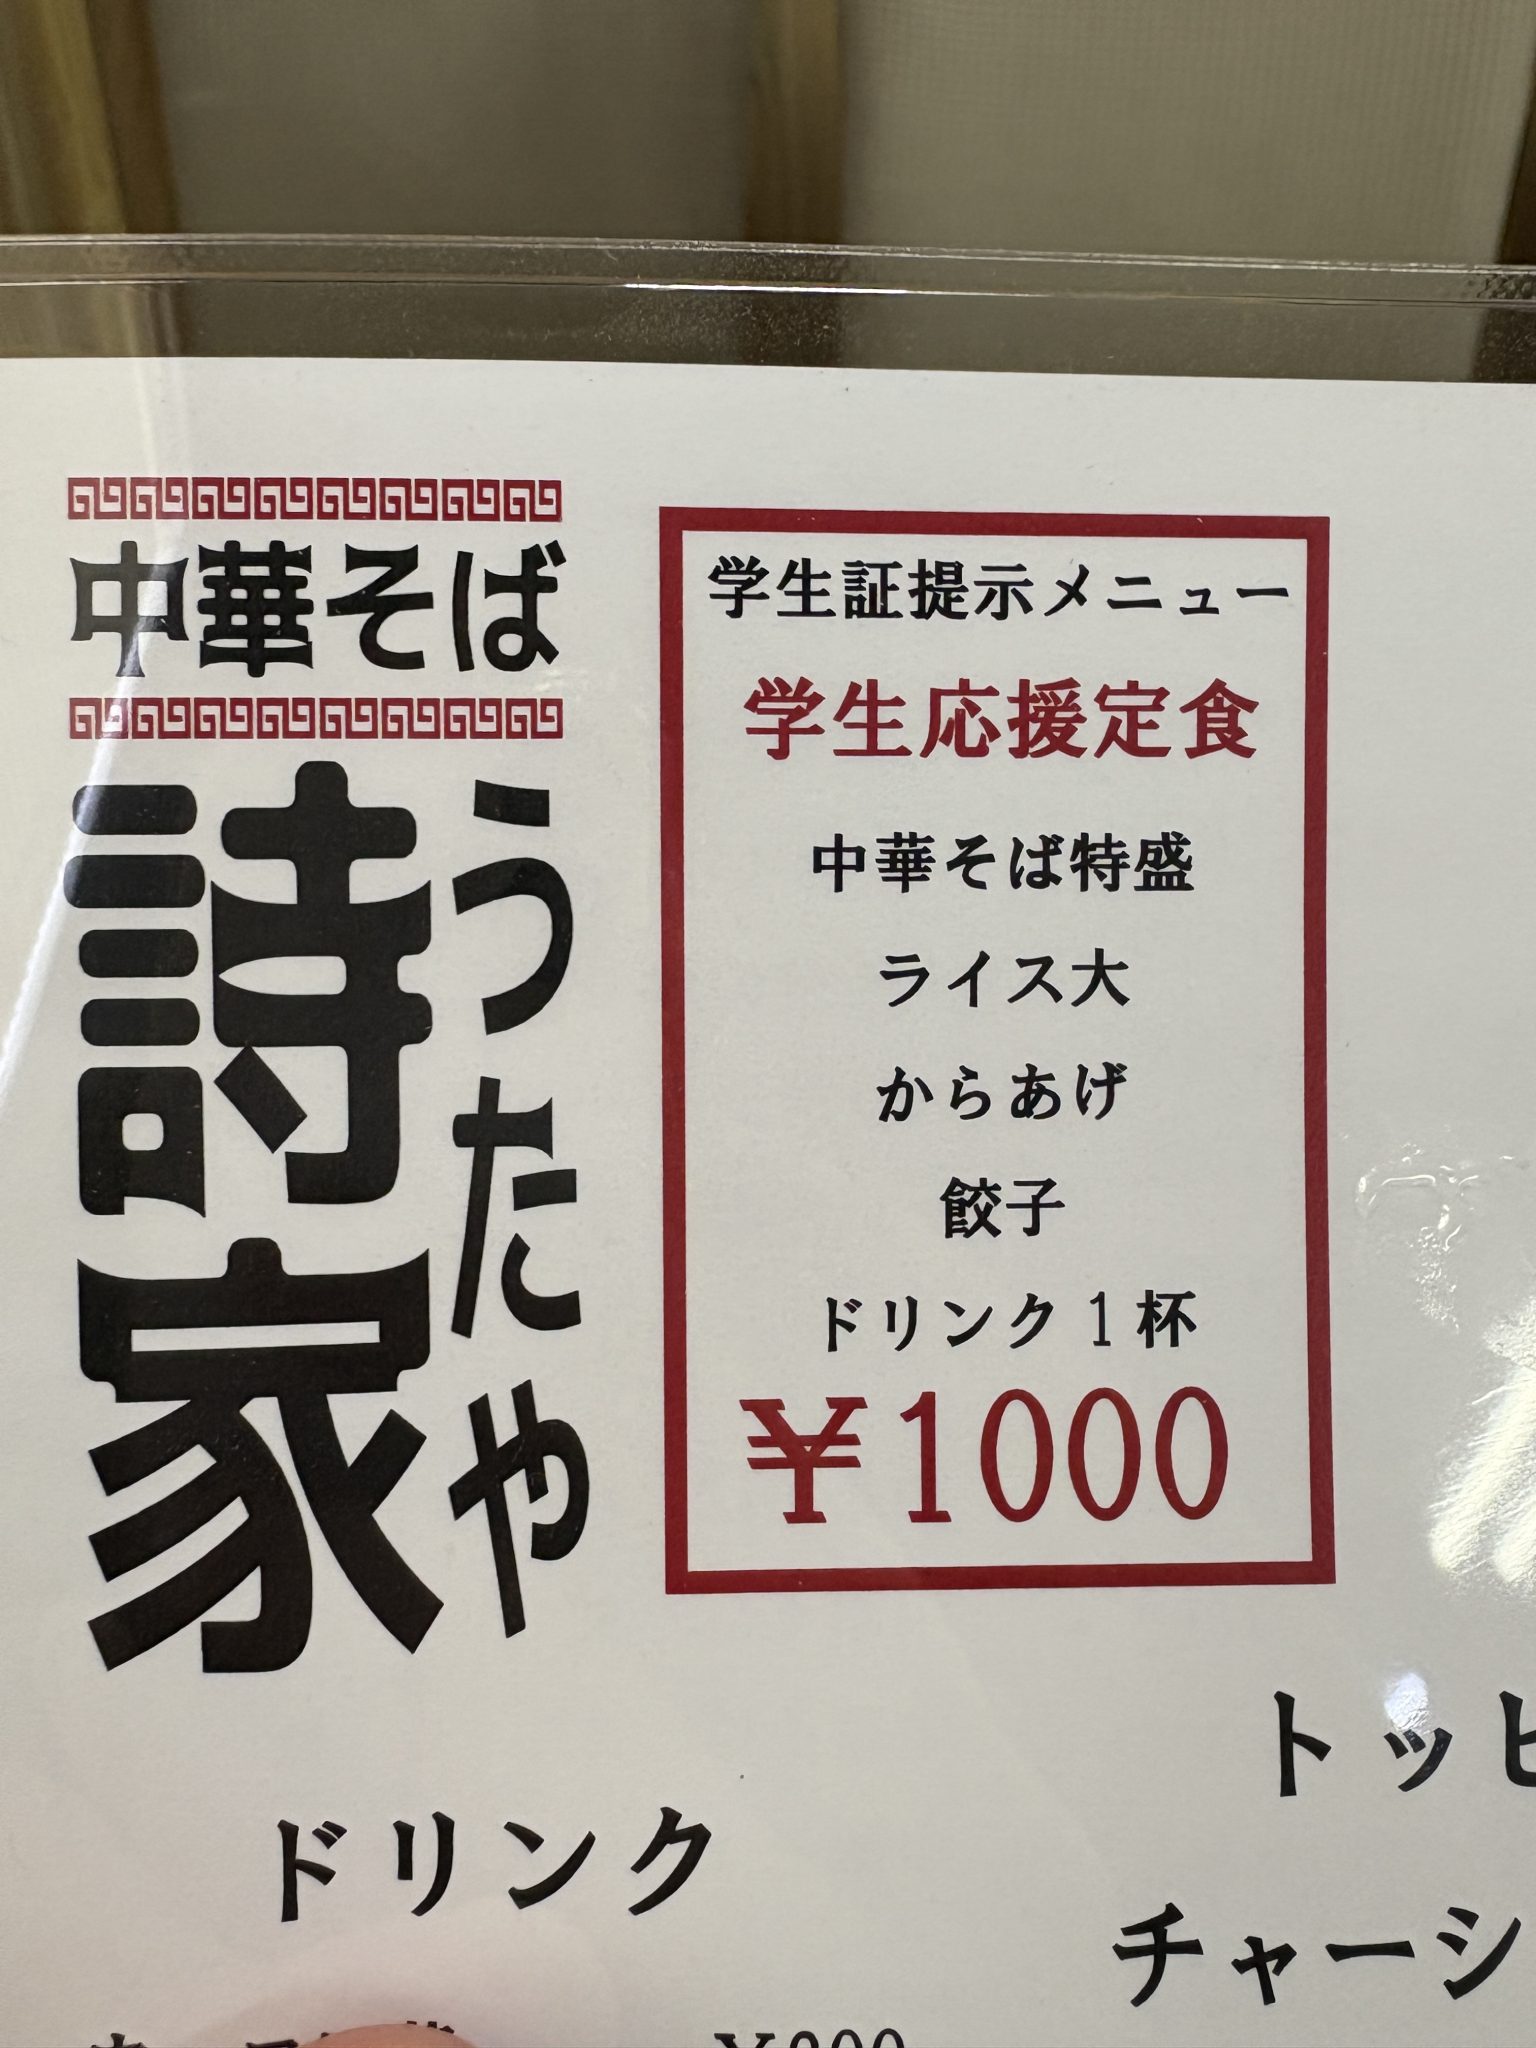 中華そば
詩家
うたや
学生証提示メニュー
学生応援定食
中華そば特盛
ライス大
からあげ
餃子
ドリンク1杯
¥1000
トッピ
ドリンク
チャーシ